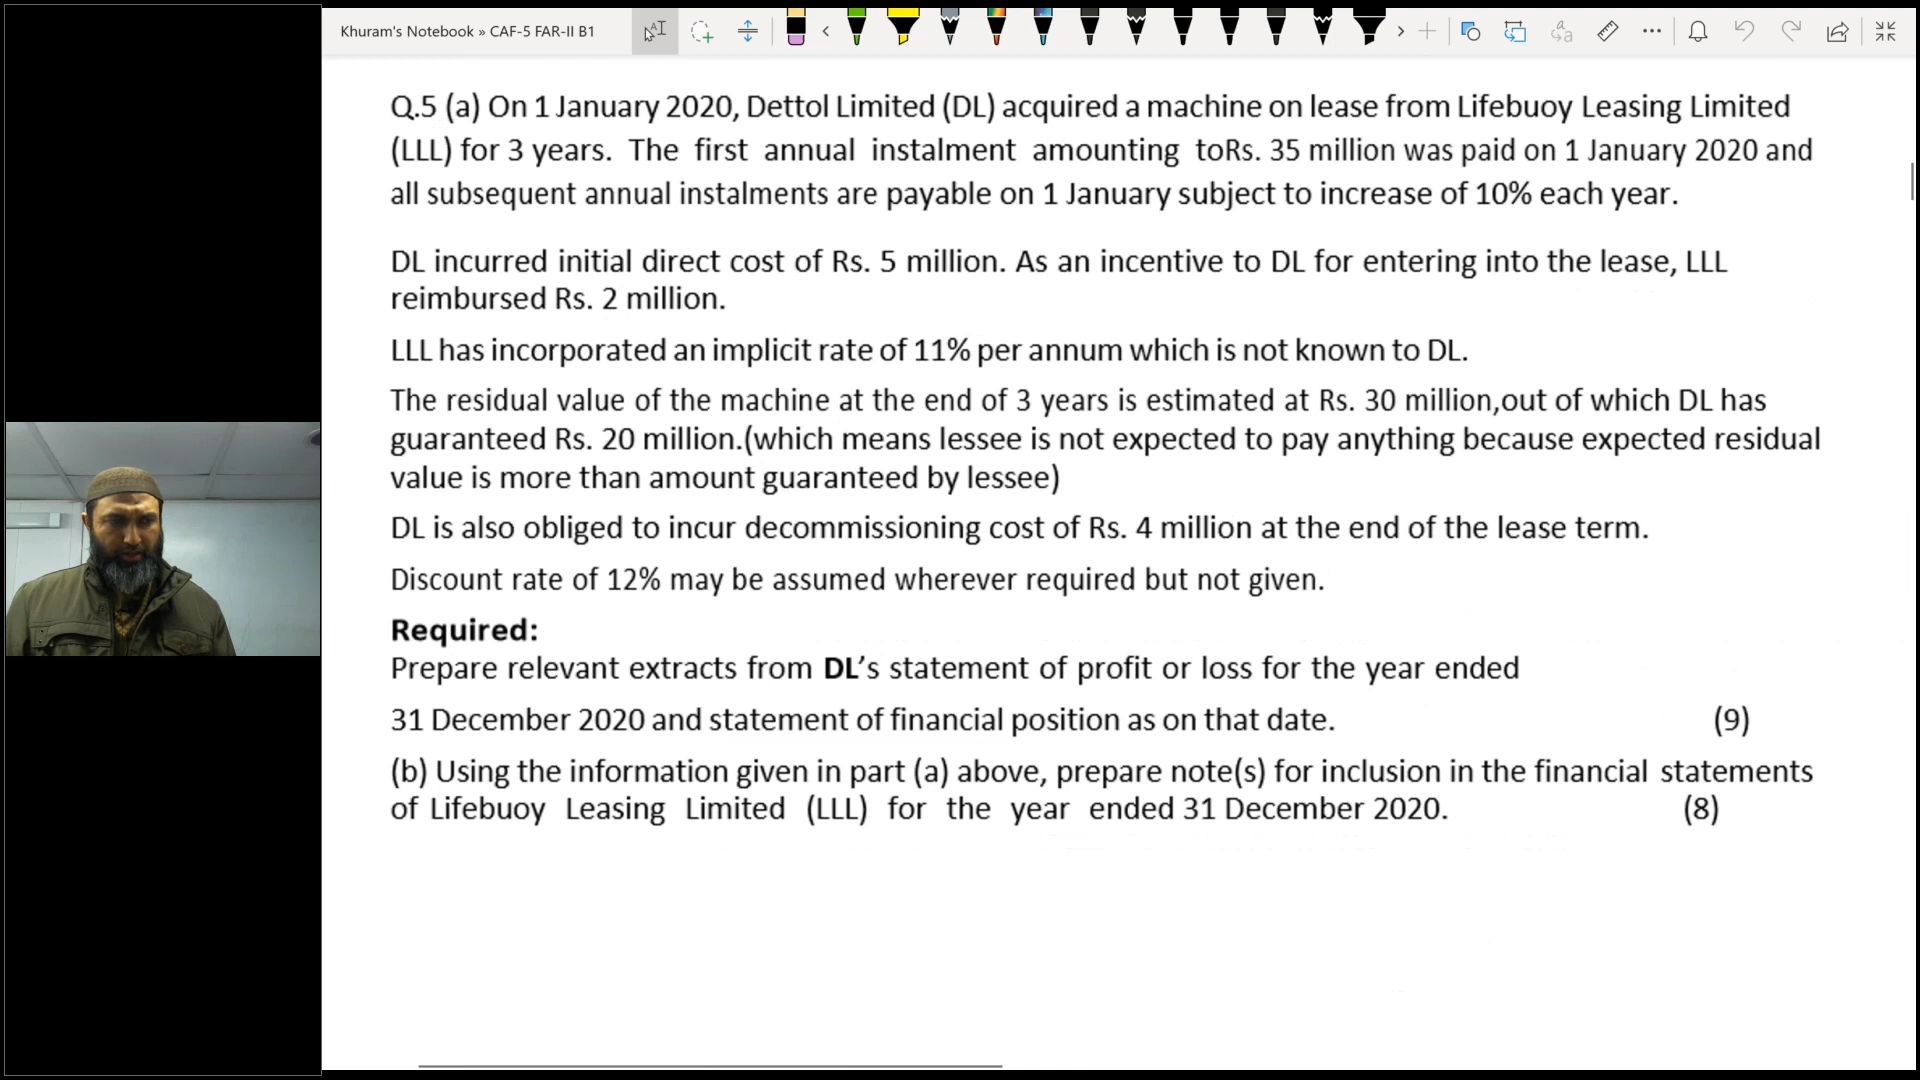 Khuram's Notebook » CAF-5 FAR-II B1
Q.5 (a) On 1 January 2020, Dettol Limited (DL) acquired a machine on lease from Lifebuoy Leasing Limited
(LLL) for 3 years. The first annual instalment amounting toRs. 35 million was paid on 1 January 2020 and
all subsequent annual instalments are payable on 1 January subject to increase of 10% each year.
DL incurred initial direct cost of Rs. 5 million. As an incentive to DL for entering into the lease, LLL
reimbursed Rs. 2 million.
LLL has incorporated an implicit rate of 11% per annum which is not known to DL.
The residual value of the machine at the end of 3 years is estimated at Rs. 30 million,out of which DL has
guaranteed Rs. 20 million.(which means lessee is not expected to pay anything because expected residual
value is more than amount guaranteed by lessee)
DL is also obliged to incur decommissioning cost of Rs. 4 million at the end of the lease term.
Discount rate of 12% may be assumed wherever required but not given.
Required:
Prepare relevant extracts from DL's statement of profit or loss for the year ended
31 December 2020 and statement of financial position as on that date. (9)
(b) Using the information given in part (a) above, prepare note(s) for inclusion in the financial statements
of Lifebuoy Leasing Limited (LLL) for the year ended 31 December 2020. (8)